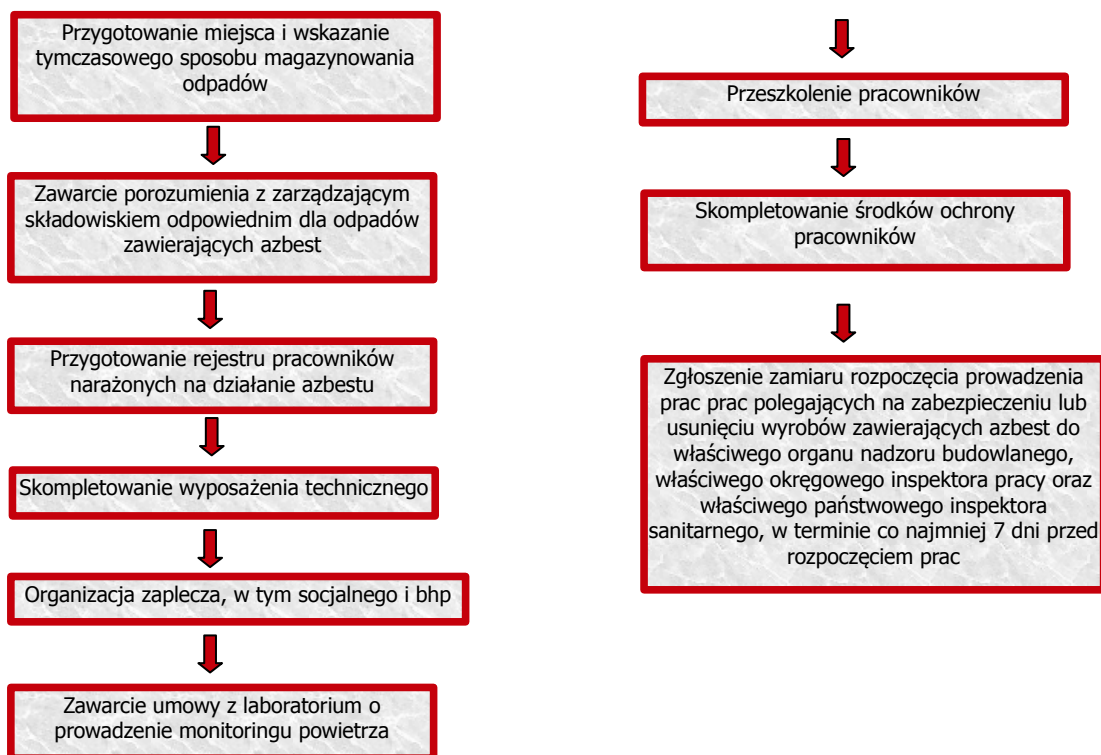 Przygotowanie miejsca i wskazanie
tymczasowego sposobu magazynowania
odpadów
Zawarcie porozumienia z zarządzającym
składowiskiem odpowiednim dla odpadów
zawierających azbest
Przygotowanie rejestru pracowników
narażonych na działanie azbestu
Skompletowanie wyposażenia technicznego
Organizacja zaplecza, w tym socjalnego i bhp
Zawarcie umowy z laboratorium o
prowadzenie monitoringu powietrza
Przeszkolenie pracowników
Skompletowanie środków ochrony
pracowników
Zgłoszenie zamiaru rozpoczęcia prowadzenia
prac prac polegających na zabezpieczeniu lub
usunięciu wyrobów zawierających azbest do
właściwego organu nadzoru budowlanego,
właściwego okręgowego inspektora pracy oraz
właściwego państwowego inspektora
sanitarnego, w terminie co najmniej 7 dni przed
rozpoczęciem prac